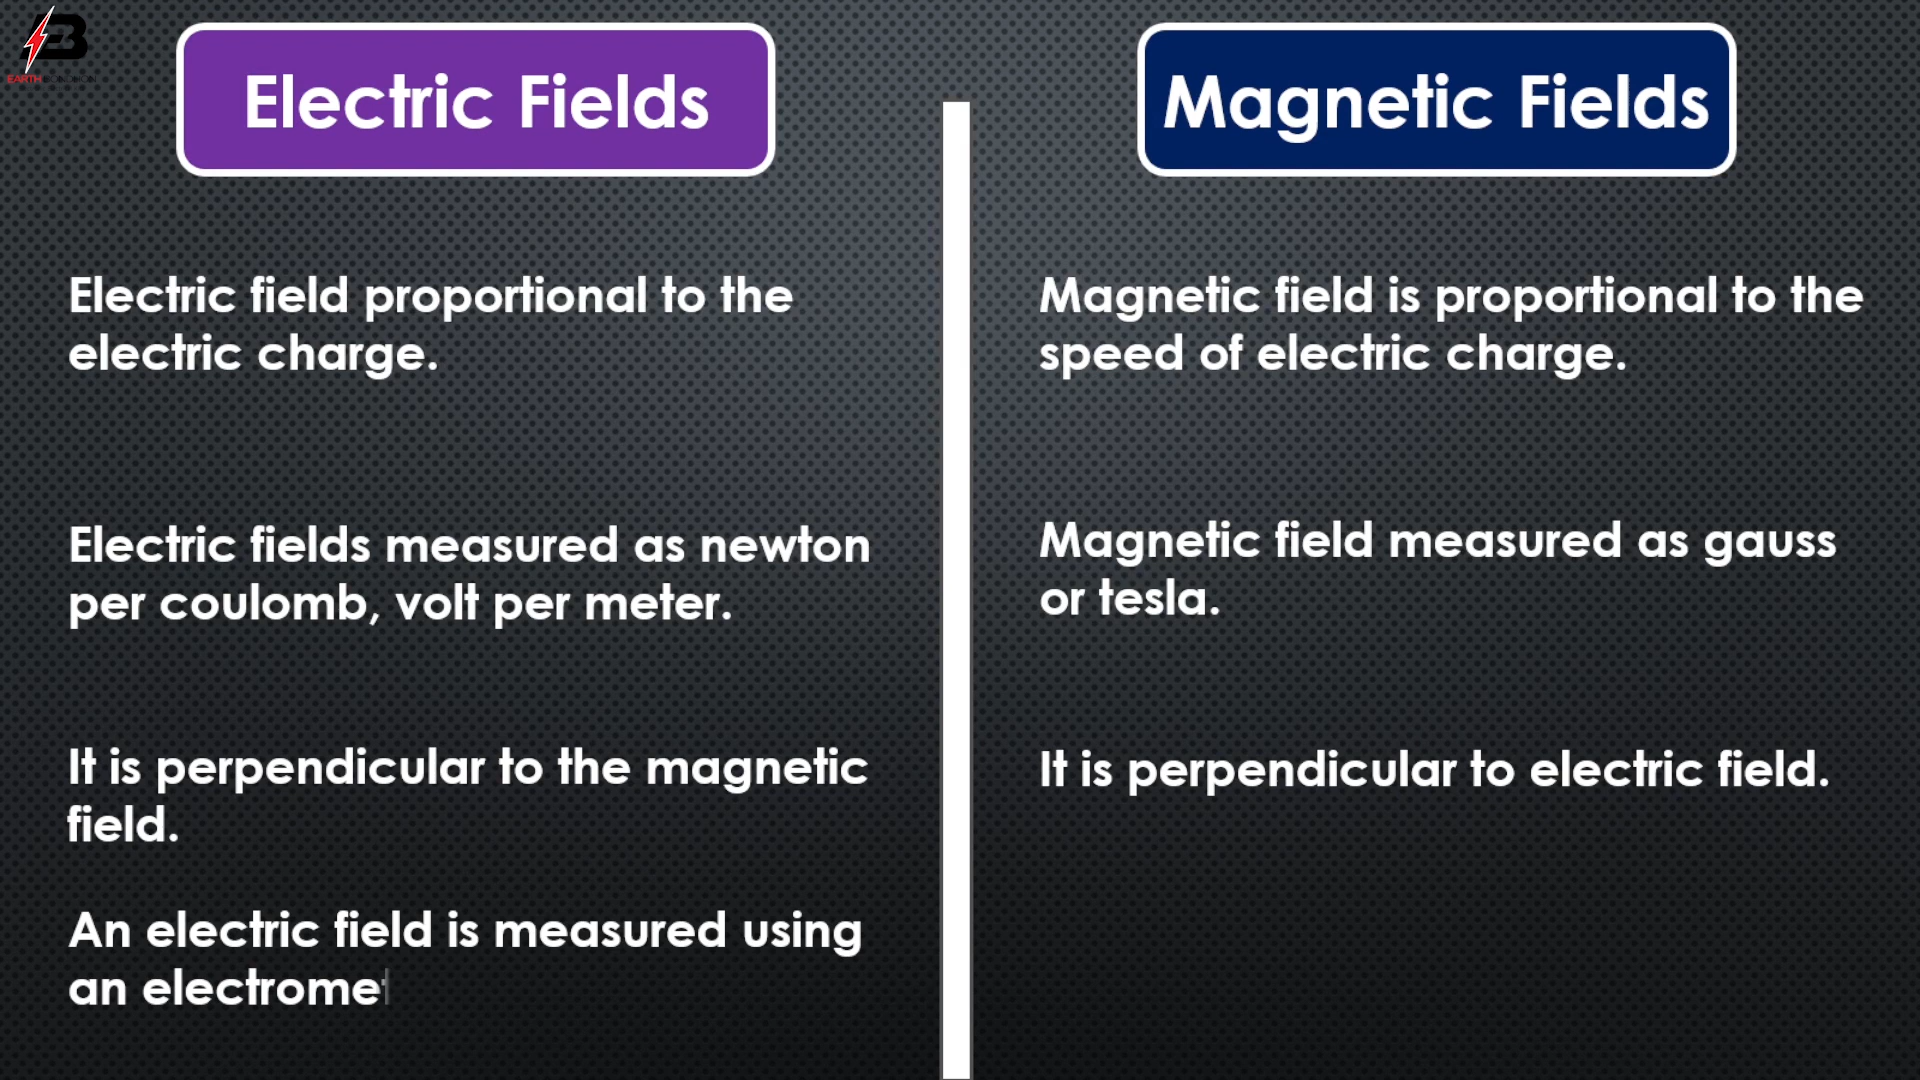 Electric Fields
Electric field proportional to the
electric charge.
Electric fields measured as newton
per coulomb, volt per meter.
It is perpendicular to the magnetic
field.
An electric field is measured using
an electromet
Magnetic Fields
Magnetic field is proportional to the
speed of electric charge.
Magnetic field measured as gauss
or tesla.
It is perpendicular to electric field.
EARTH